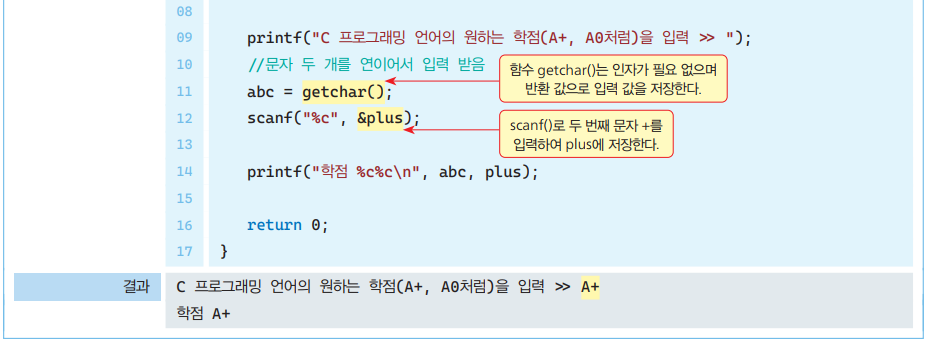 08
09 printf("C 프로그래밍 언어의 원하는 학점(A+, A0처럼)을 입력 >> ");
10 //문자 두 개를 연이어서 입력 받음
함수 getchar()는 인자가 필요 없으며
반환 값으로 입력 값을 저장한다.
11 abc = getchar();
12 scanf("%c", &plus);
scanf()로 두 번째 문자 +를
입력하여 plus에 저장한다.
13
14 printf("학점 %c%c\n", abc, plus);
15
16 return 0;
17 }
결과 C 프로그래밍 언어의 원하는 학점(A+, A0처럼)을 입력 >> A+
학점 A+